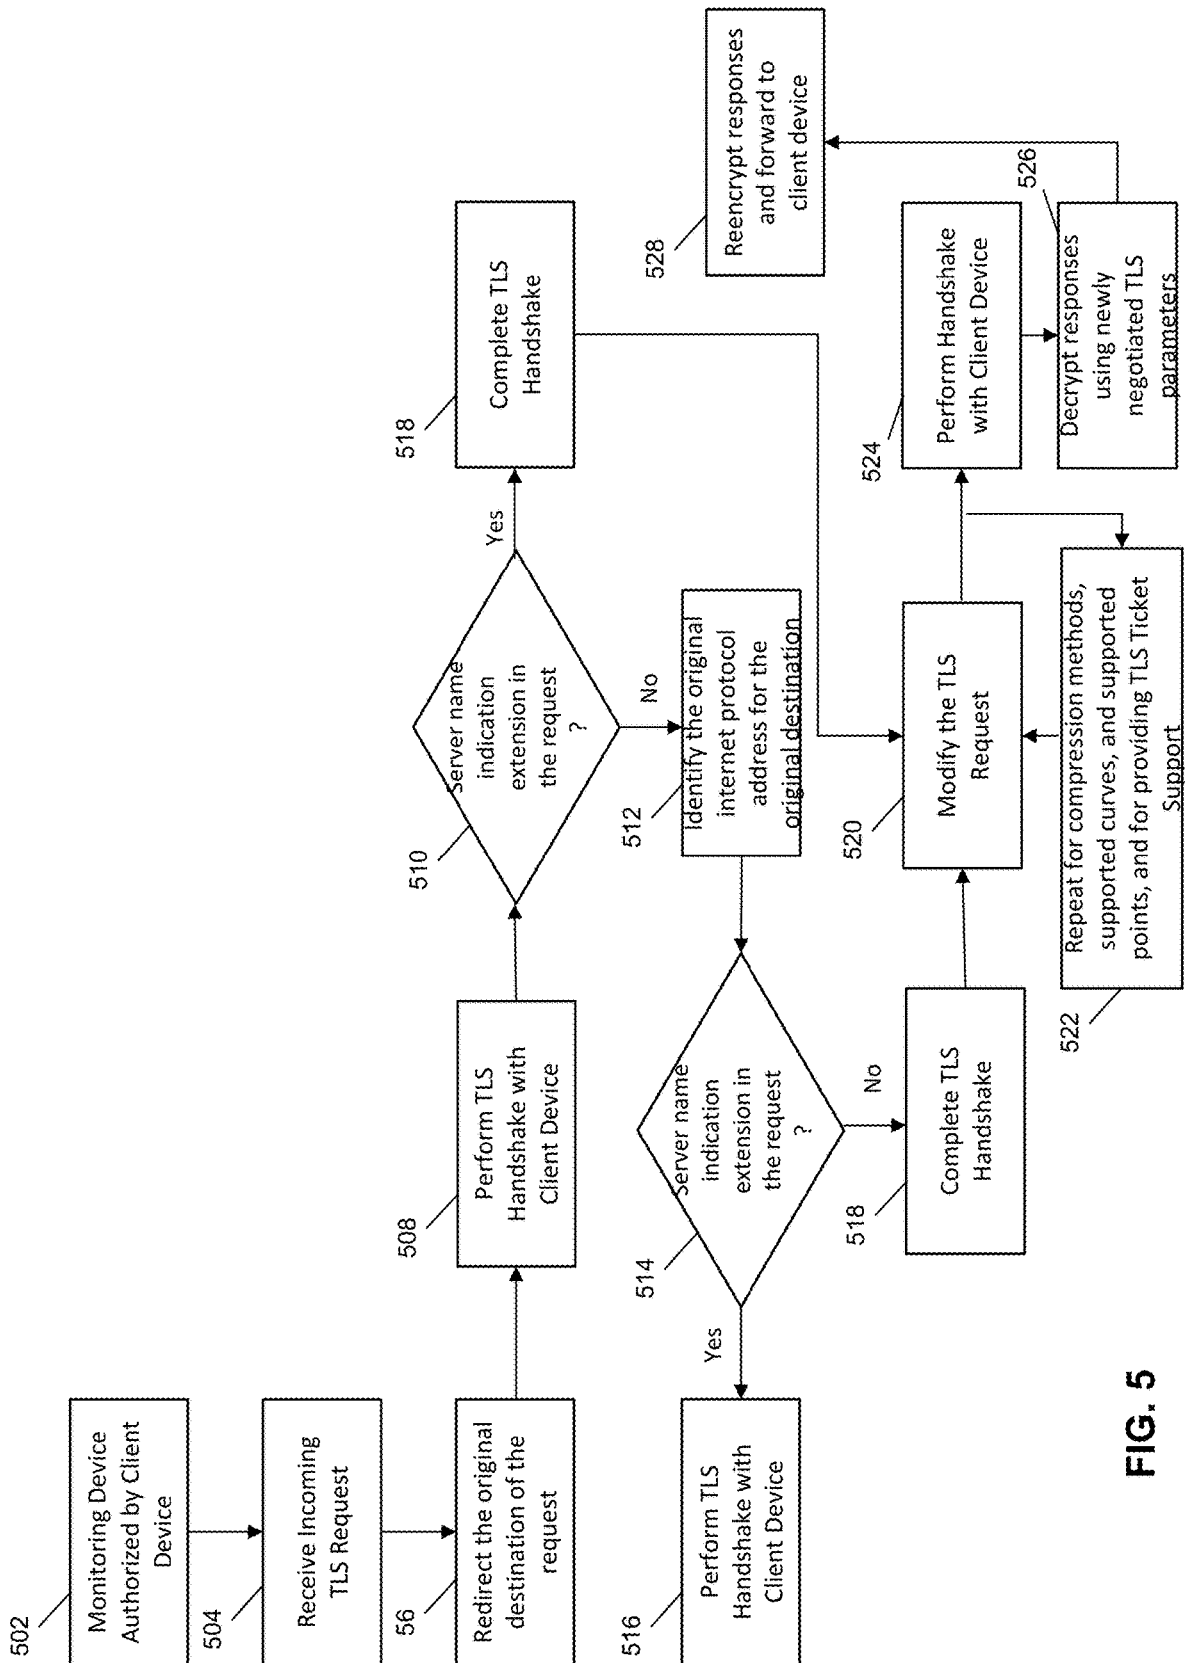 502
Monitoring Device
Authorized by Client
Device
504
Receive Incoming
TLS Request
56
Redirect the original
destination of the
request
508
Perform TLS
Handshake with
Client Device
510
Server name
indication
extension in
the request
?
Yes
No
518
Complete TLS
Handshake
512
Identify the original
internet protocol
address for the
original destination
514
Server name
indication
extension in
the request
?
Yes
No
516
Perform TLS
Handshake with
Client Device
518
Complete TLS
Handshake
520
Modify the TLS
Request
522
Repeat for compression methods,
supported curves, and supported
points, and for providing TLS Ticket
Support
524
Perform Handshake
with Client Device
526
Decrypt responses
using newly
negotiated TLS
parameters
528
Reencrypt responses
and forward to
client device
FIG. 5